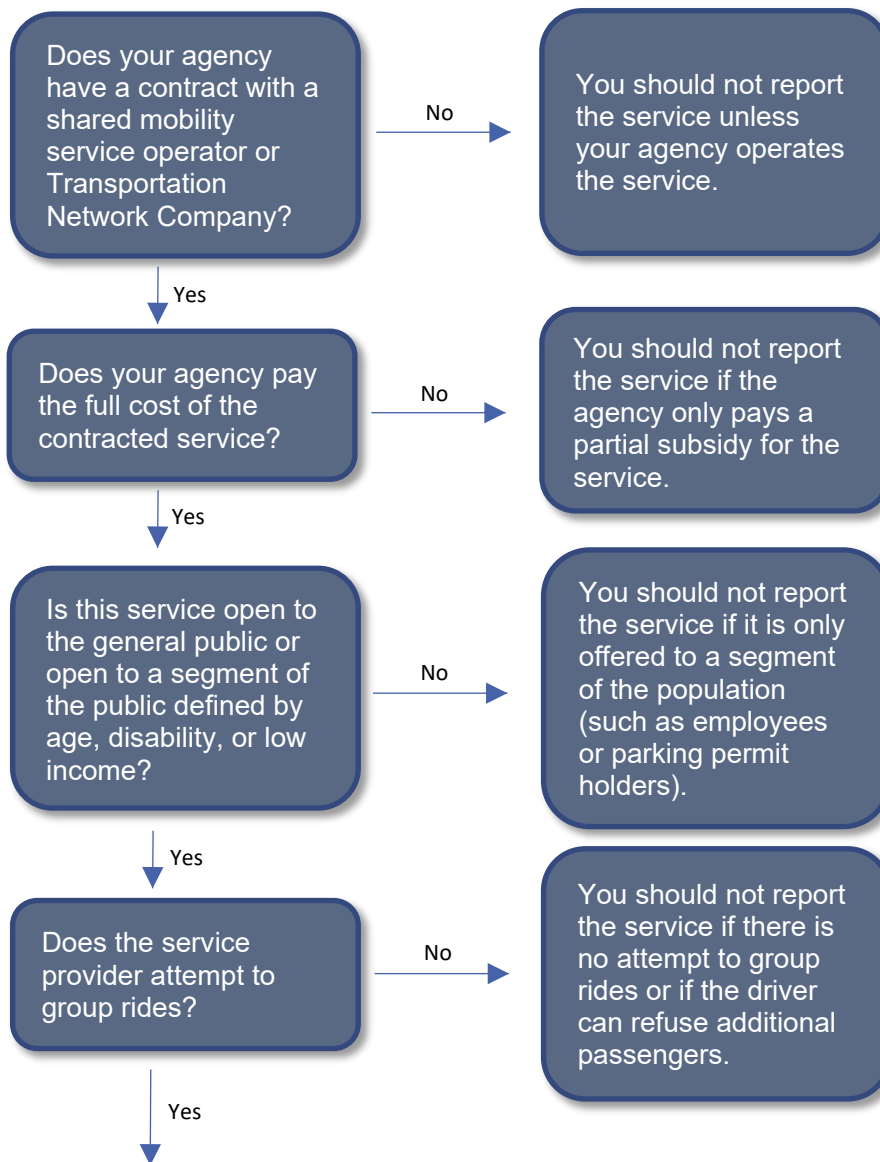 Does your agency
have a contract with a
shared mobility
service operator or
Transportation
Network Company?
No
You should not report
the service unless
your agency operates
the service.
Yes
Does your agency pay
the full cost of the
contracted service?
No
You should not report
the service if the
agency only pays a
partial subsidy for the
service.
Yes
Is this service open to
the general public or
open to a segment of
the public defined by
age, disability, or low
income?
No
You should not report
the service if it is only
offered to a segment
of the population
(such as employees
or parking permit
holders).
Yes
Does the service
provider attempt to
group rides?
No
You should not report
the service if there is
no attempt to group
rides or if the driver
can refuse additional
passengers.
Yes